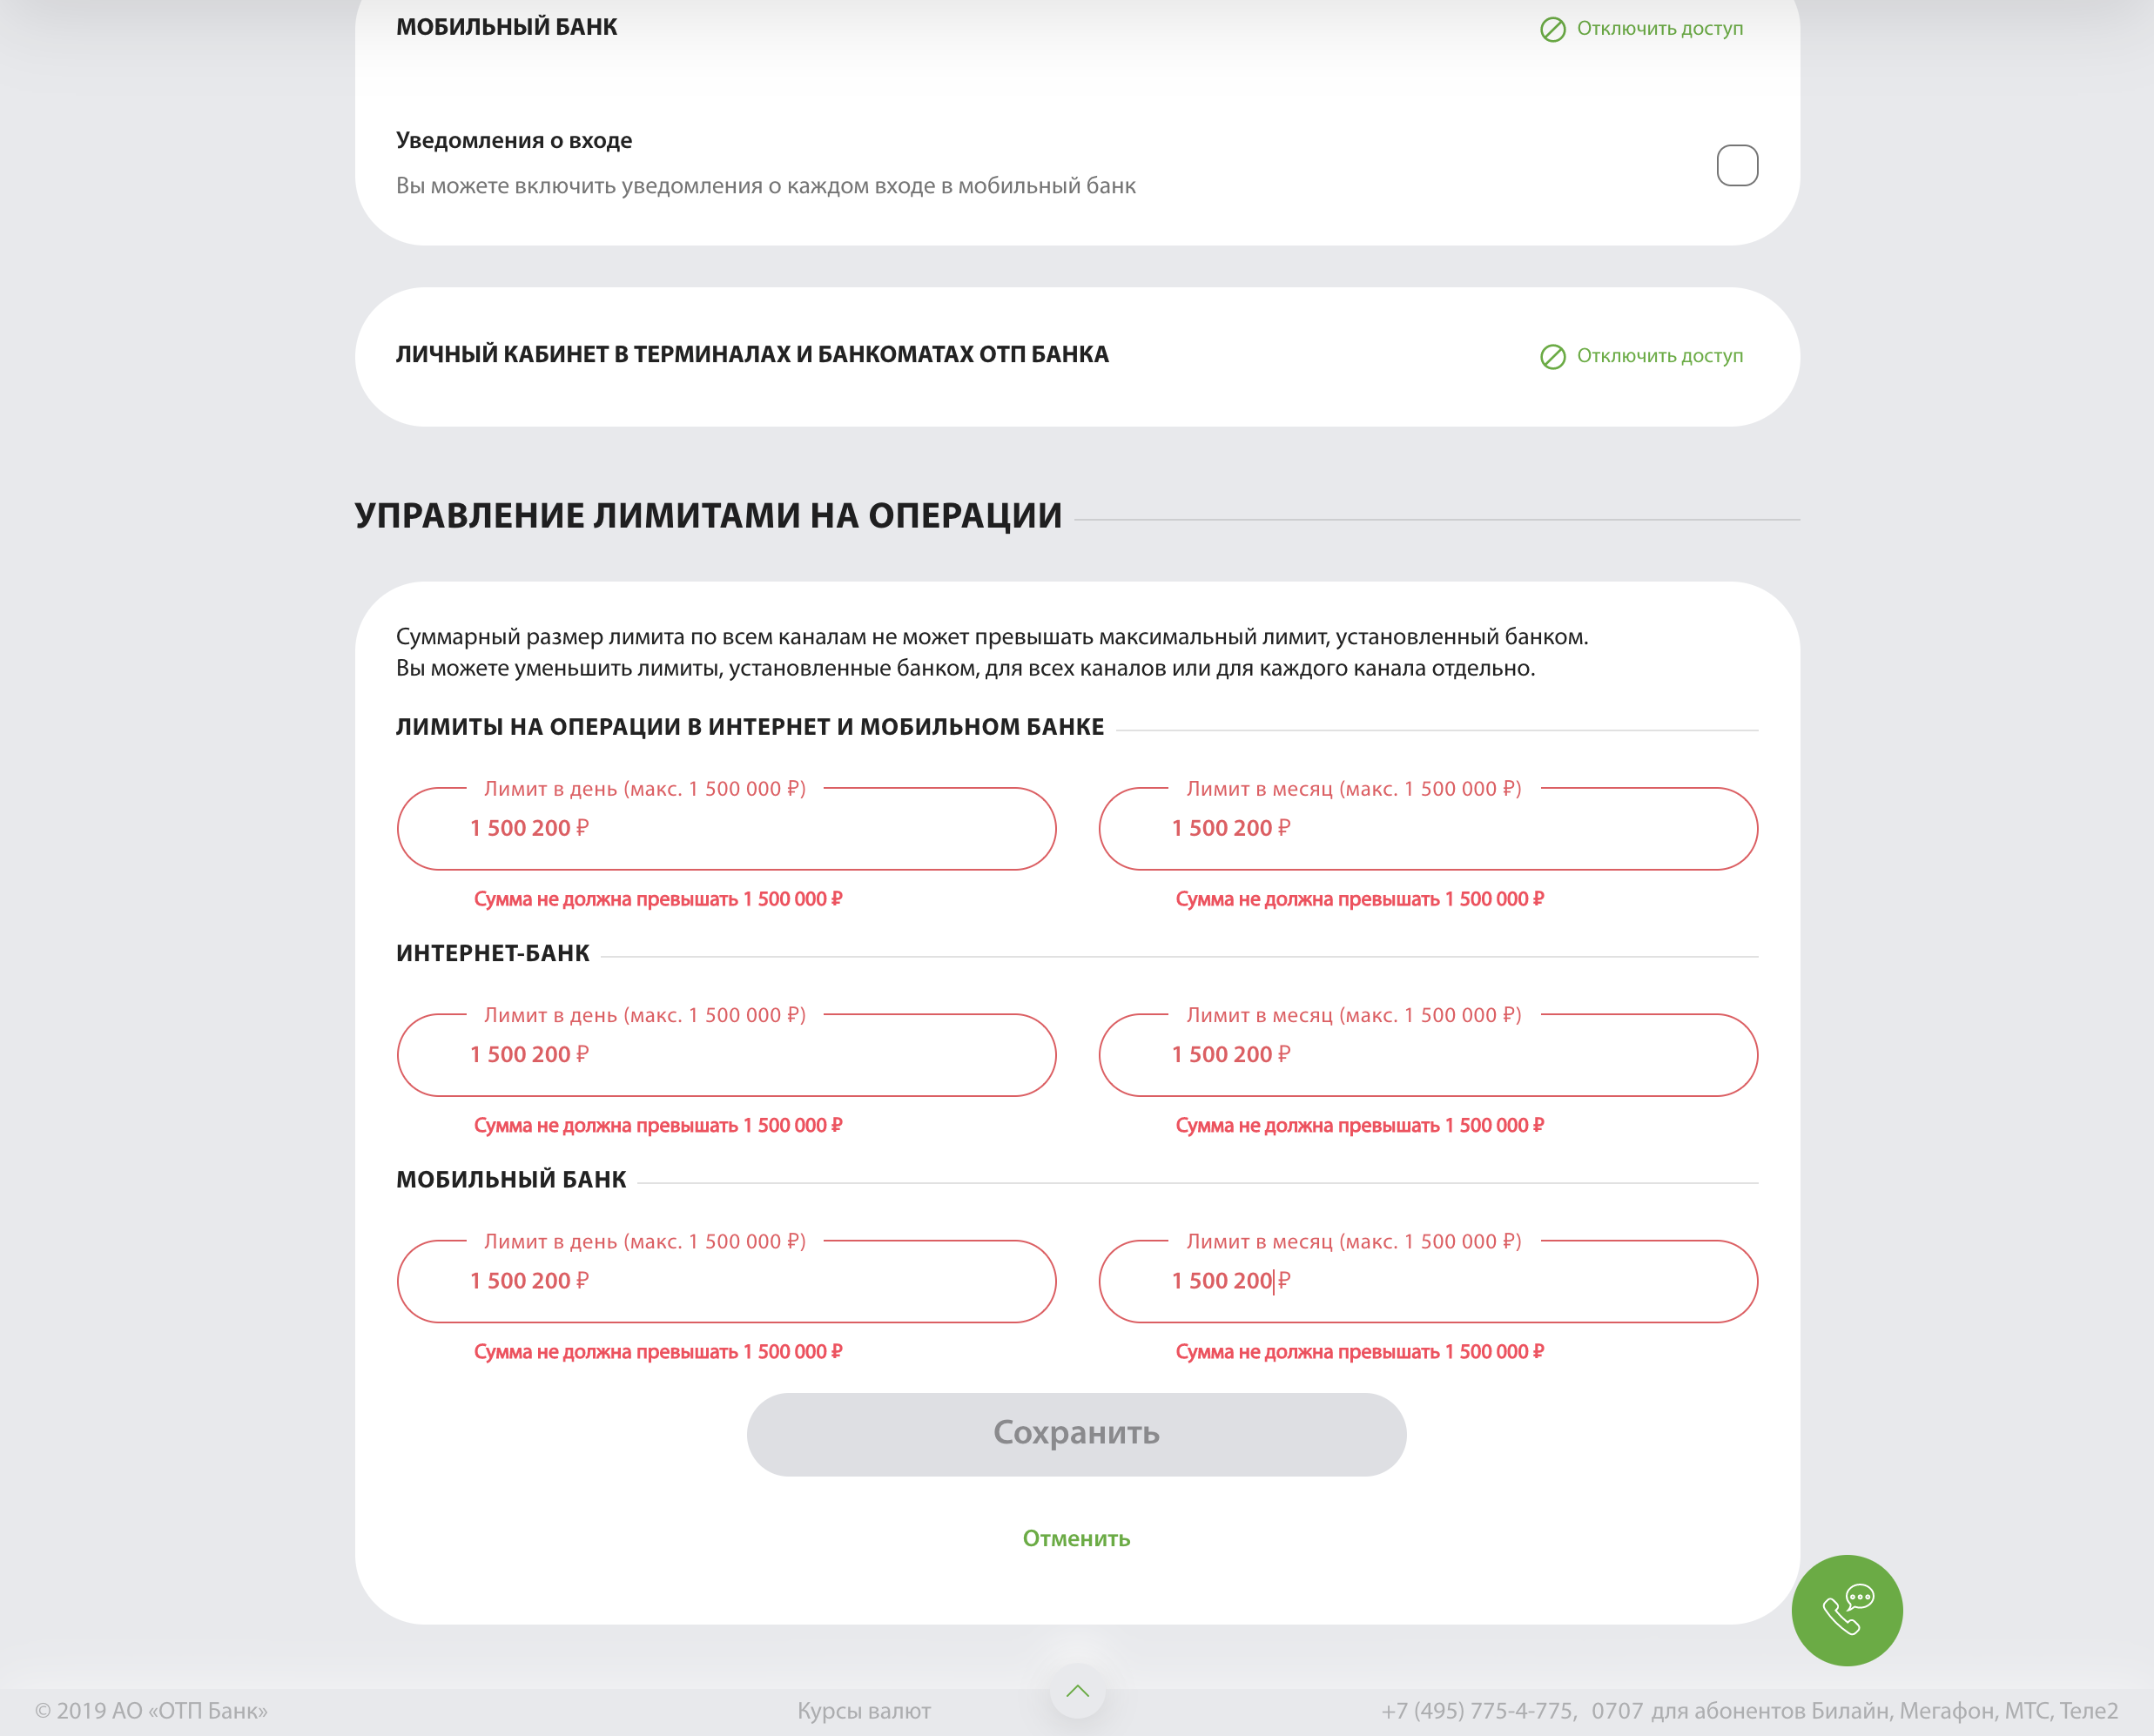 МОБИЛЬНЫЙ БАНК
Отключить доступ
Уведомления о входе
Вы можете включить уведомления о каждом входе в мобильный банк
ЛИЧНЫЙ КАБИНЕТ В ТЕРМИНАЛАХ И БАНКОМАТАХ ОТП БАНКА
Отключить доступ
УПРАВЛЕНИЕ ЛИМИТАМИ НА ОПЕРАЦИИ
Суммарный размер лимита по всем каналам не может превышать максимальный лимит, установленный банком.
Вы можете уменьшить лимиты, установленные банком, для всех каналов или для каждого канала отдельно.
ЛИМИТЫ НА ОПЕРАЦИИ В ИНТЕРНЕТ И МОБИЛЬНОМ БАНКЕ
Лимит в день (макс. 1 500 000 ₽)
1 500 200 ₽
Сумма не должна превышать 1 500 000 ₽
Лимит в месяц (макс. 1 500 000 ₽)
1 500 200 ₽
Сумма не должна превышать 1 500 000 ₽
ИНТЕРНЕТ-БАНК
Лимит в день (макс. 1 500 000 ₽)
1 500 200 ₽
Сумма не должна превышать 1 500 000 ₽
Лимит в месяц (макс. 1 500 000 ₽)
1 500 200 ₽
Сумма не должна превышать 1 500 000 ₽
МОБИЛЬНЫЙ БАНК
Лимит в день (макс. 1 500 000 ₽)
1 500 200 ₽
Сумма не должна превышать 1 500 000 ₽
Лимит в месяц (макс. 1 500 000 ₽)
1 500 200 ₽
Сумма не должна превышать 1 500 000 ₽
Сохранить
Отменить
© 2019 АО «ОТП Банк»
Курсы валют
+7 (495) 775-4-775, 0707 для абонентов Билайн, Мегафон, МТС, Теле2